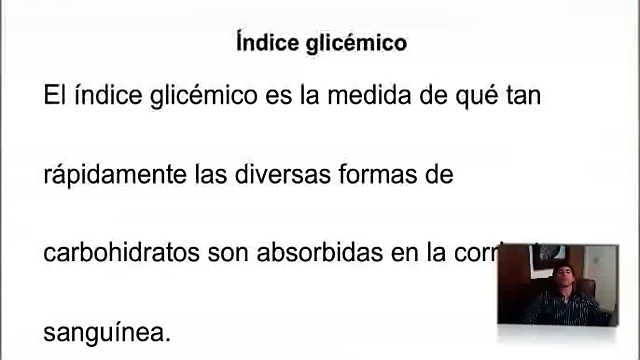 Índice glicémico
El índice glicémico es la medida de qué tan
rápidamente las diversas formas de
carbohidratos son absorbidas en la
sanguínea.